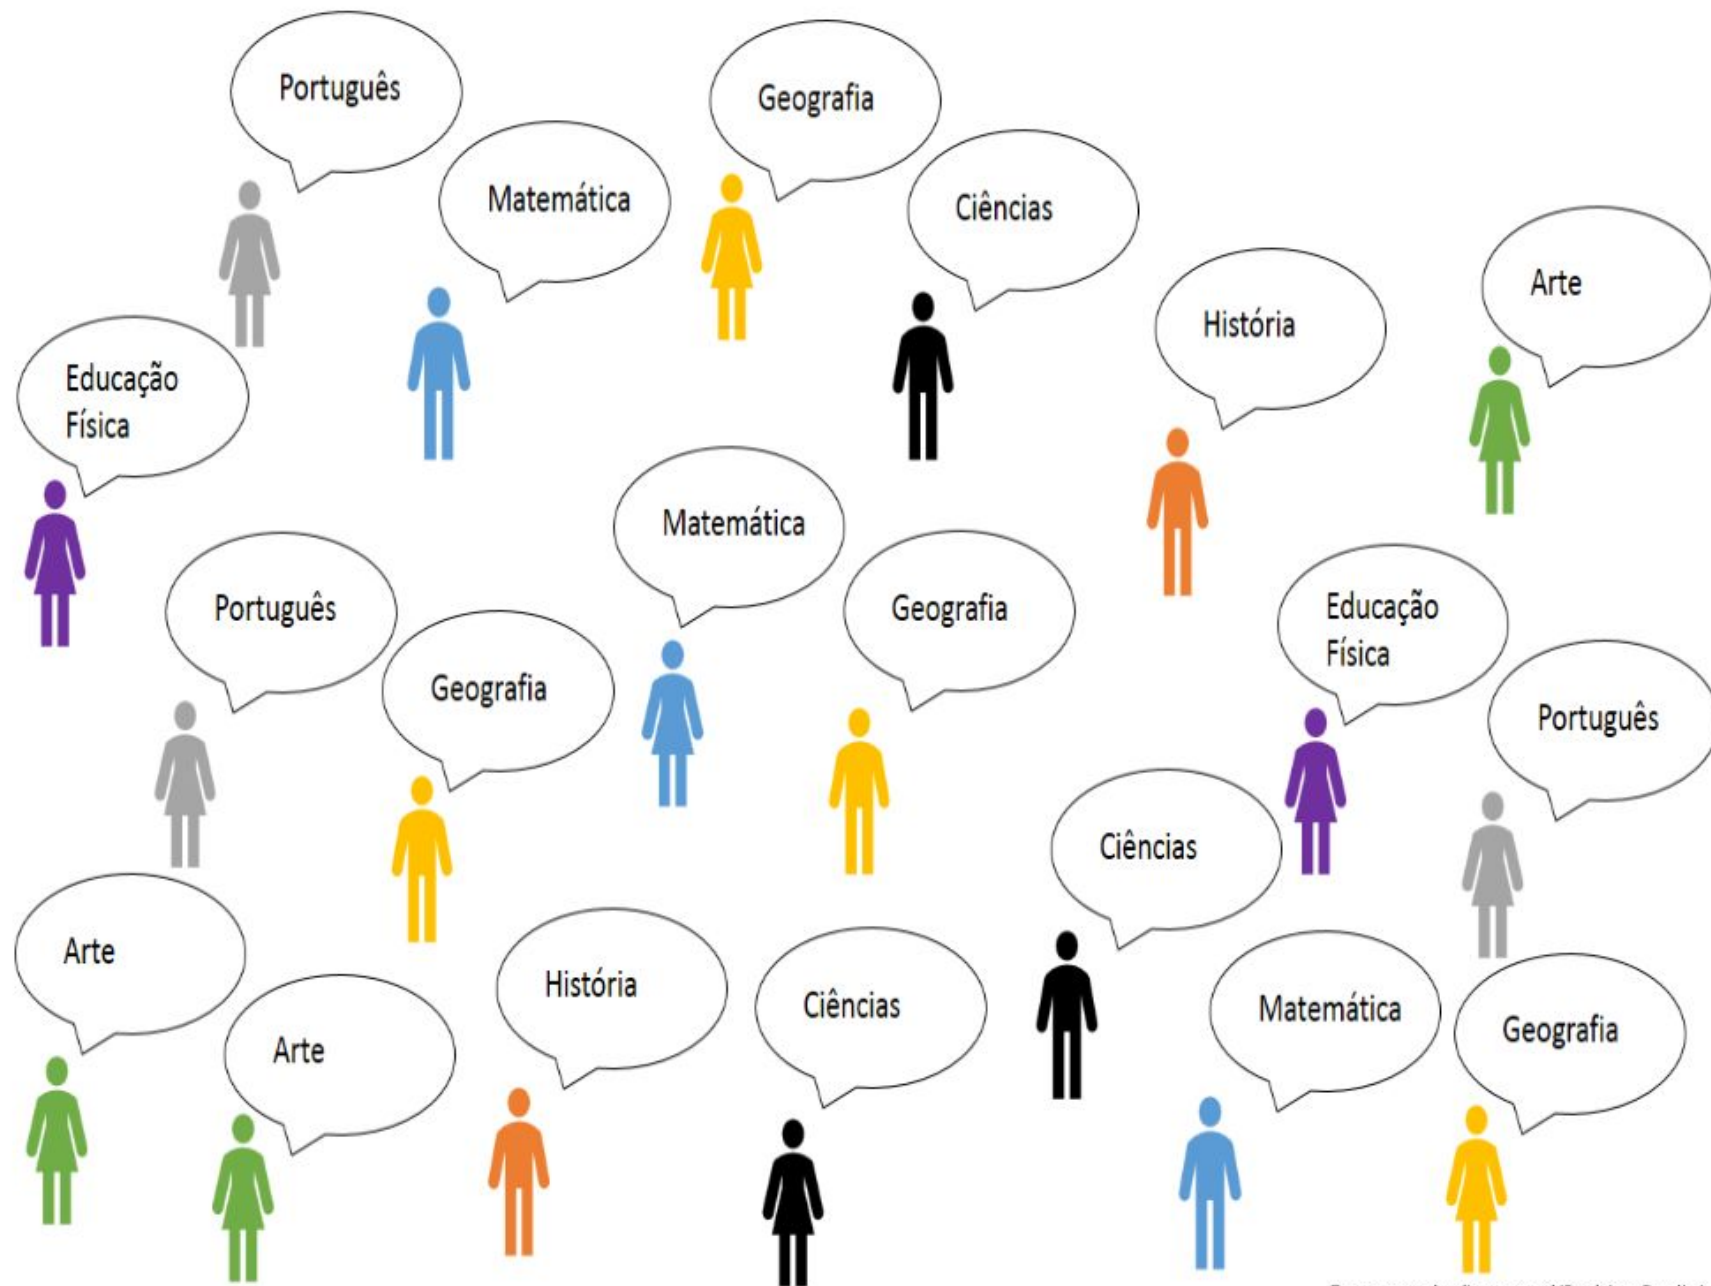 Português
Geografia
Matemática
Ciências
Arte
História
Educação
Física
Matemática
Português
Geografia
Educação
Física
Geografia
Português
Ciências
Arte
História
Ciências
Matemática
Geografia
Arte